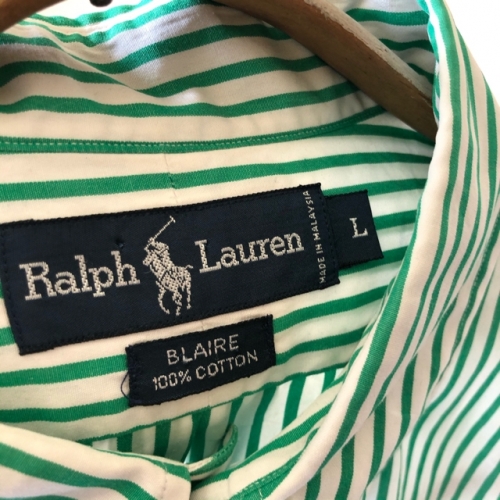 Ralph Lauren
MADE IN MALAYSIA
L
BLAIRE
100% COTTON